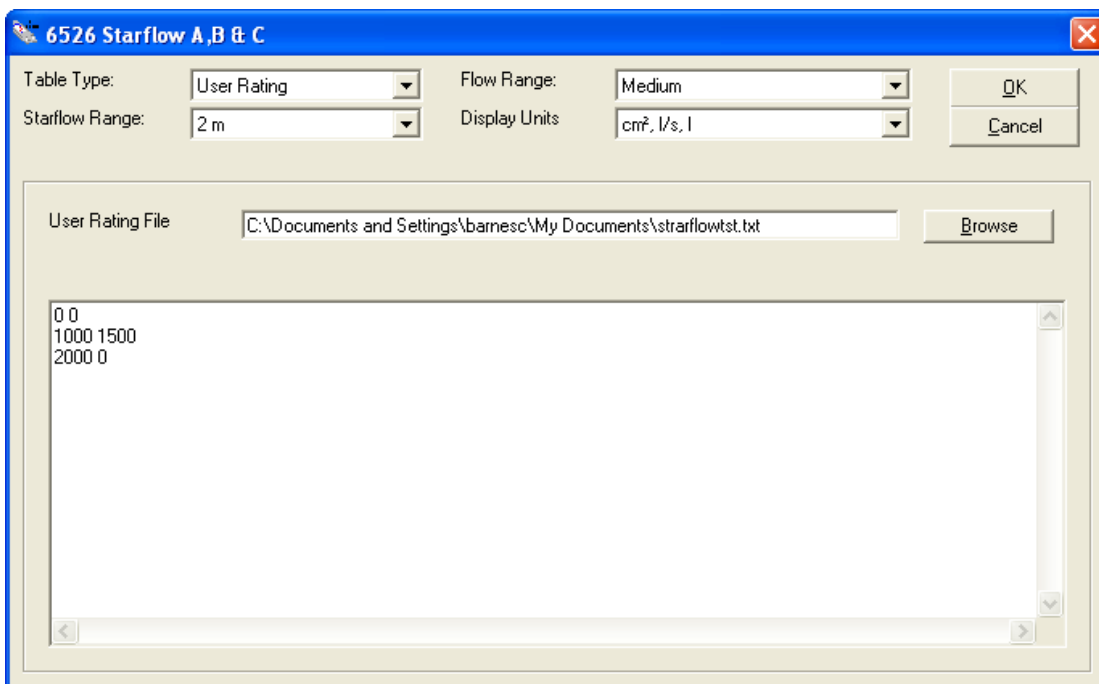 6526 Starflow A,B & C
Table Type: User Rating Flow Range: Medium OK
Starflow Range: 2 m Display Units cm², l/s, l Cancel
User Rating File C:\Documents and Settings\barnesc\My Documents\strarflowtst.txt Browse
0 0
1000 1500
2000 0